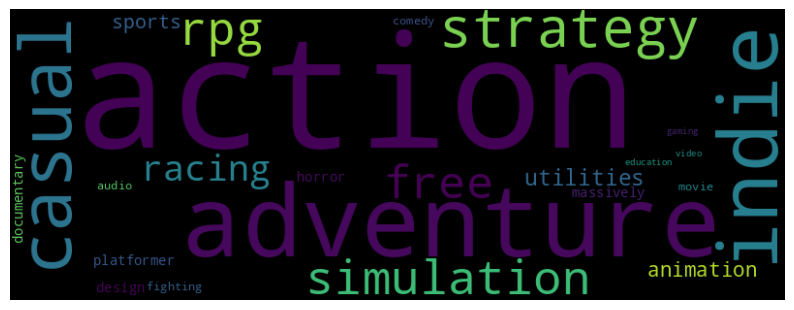 sports
rpg
comedy
strategy
casual
action
indie
gaming
video
education
documentary
racing
horror
free
utilities
massively
movie
audio
adventure
platformer
simulation
animation
design
fighting